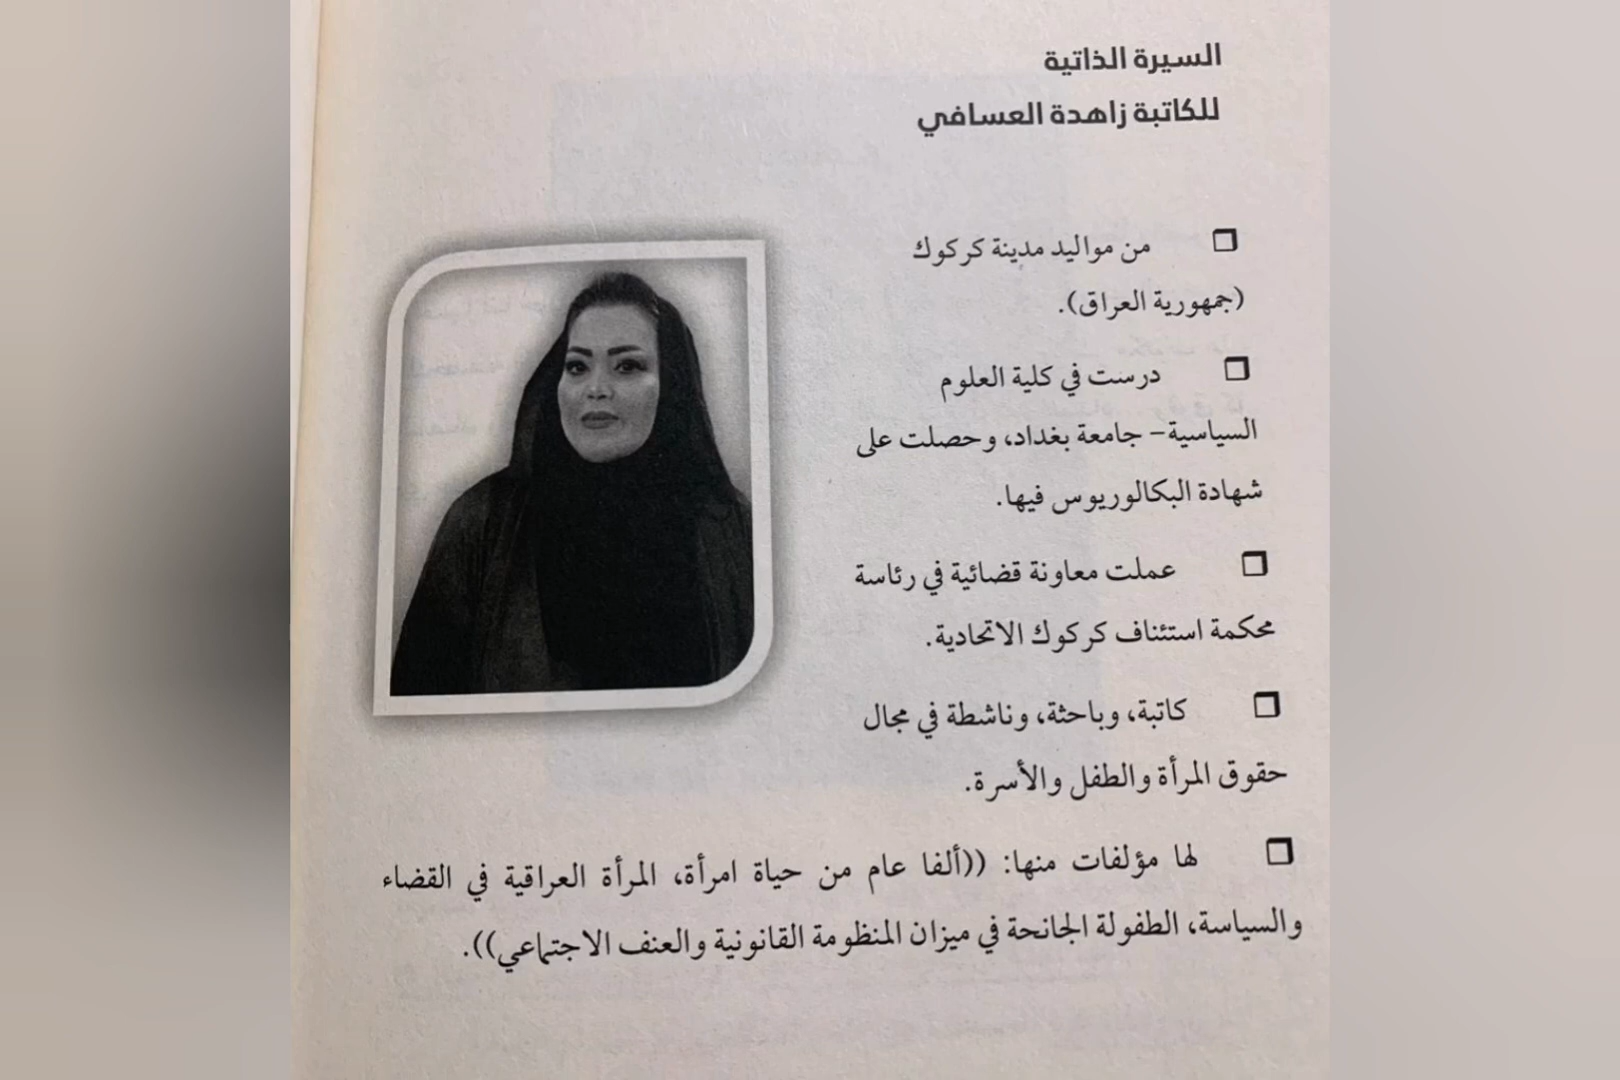 السيرة الذاتية
للكاتبة زاهدة العسافي
❒ من مواليد مدينة كركوك
(جمهورية العراق).
❒ درست في كلية العلوم
السياسية– جامعة بغداد، وحصلت على
شهادة البكالوريوس فيها.
❒ عملت معاونة قضائية في رئاسة
محكمة استئناف كركوك الاتحادية.
❒ كاتبة، وباحثة، وناشطة في مجال
حقوق المرأة والطفل والأسرة.
❒ لها مؤلفات منها: ((ألفا عام من حياة امرأة، المرأة العراقية في القضاء
والسياسة، الطفولة الجانحة في ميزان المنظومة القانونية والعنف الاجتماعي)).